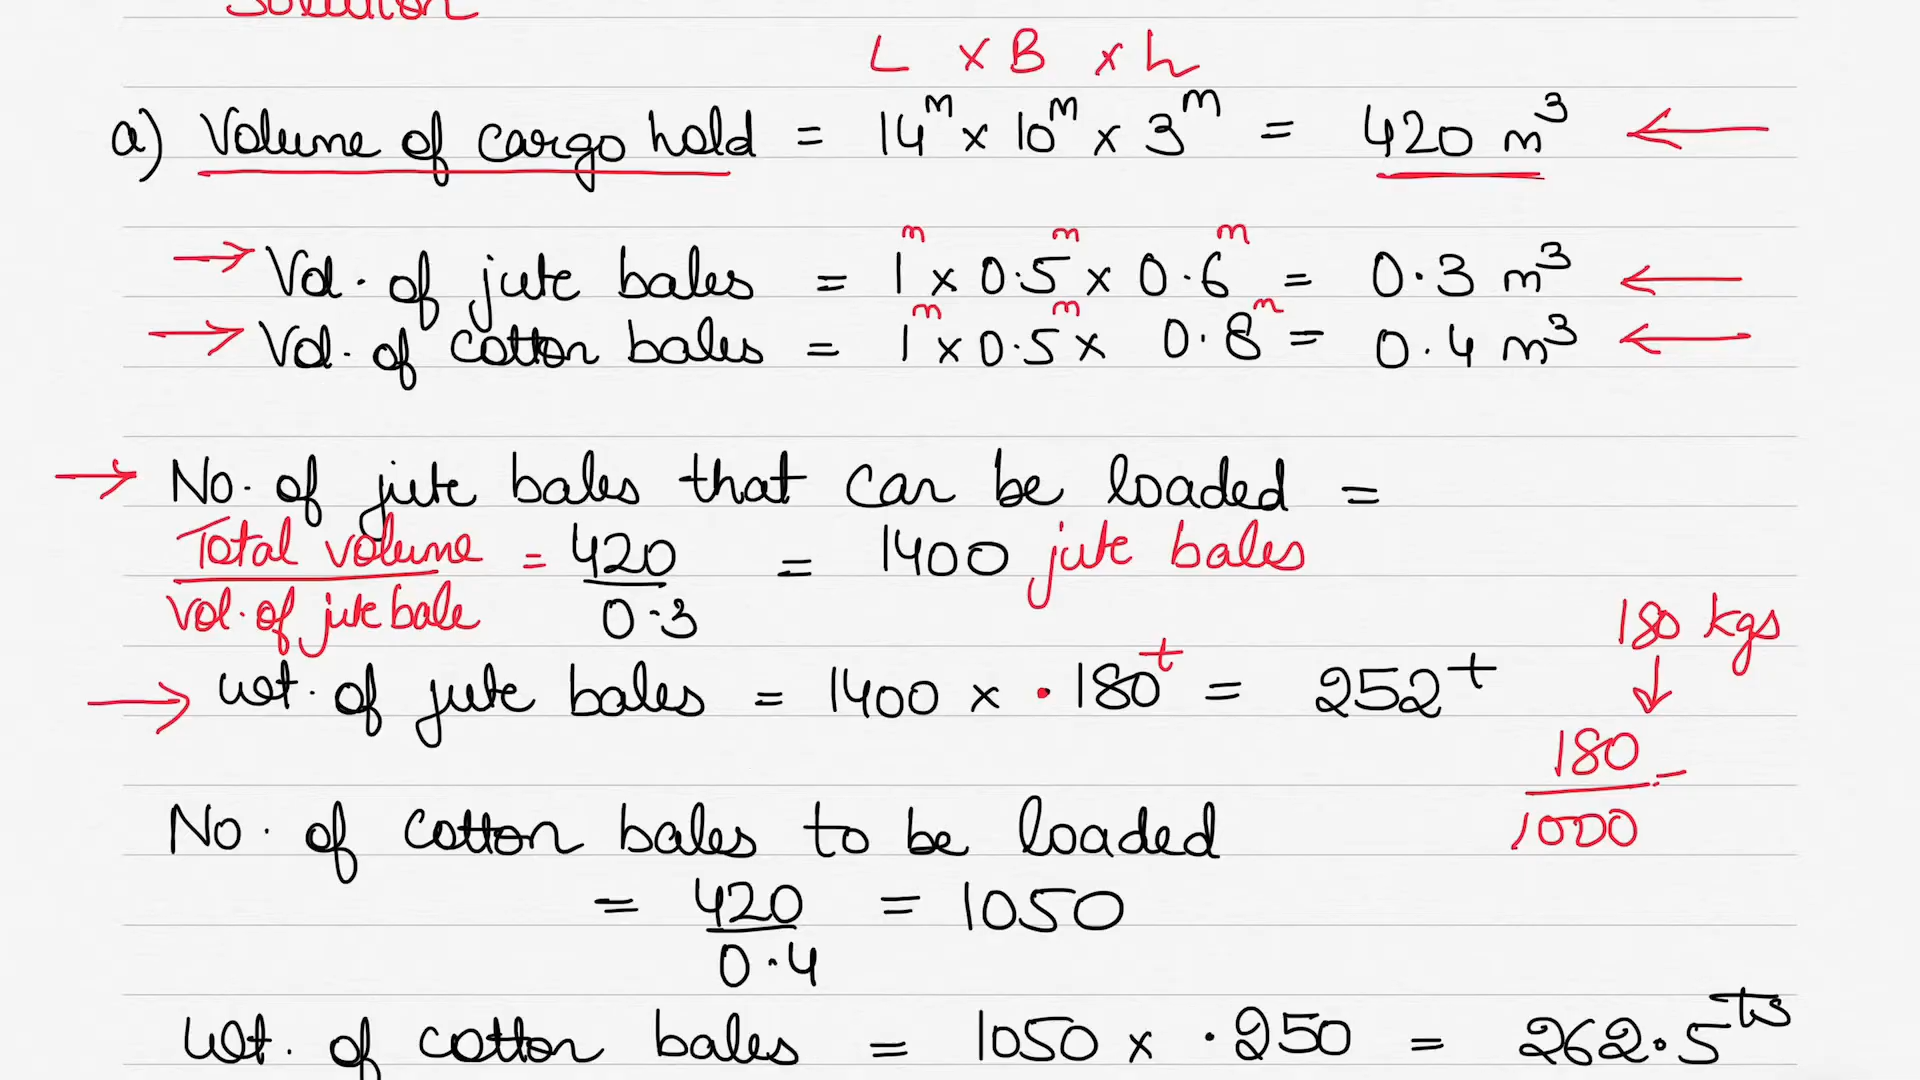 Solution
L x B x h
a) Volume of cargo hold = 14ᵐ x 10ᵐ x 3ᵐ = 420 m³ ←
→ Vol. of jute bales = 1ᵐ x 0.5ᵐ x 0.6ᵐ = 0.3 m³ ←
→ Vol. of cotton bales = 1ᵐ x 0.5ᵐ x 0.8ᵐ = 0.4 m³ ←
→ No. of jute bales that can be loaded =
Total volume / Vol. of jute bale = 420 / 0.3 = 1400 jute bales
180 kgs
→ wt. of jute bales = 1400 x .180ᵗ = 252ᵗ
↓
180 / 1000 =
No. of cotton bales to be loaded
= 420 / 0.4 = 1050
Wt. of cotton bales = 1050 x .250 = 262.5ᵗˢ